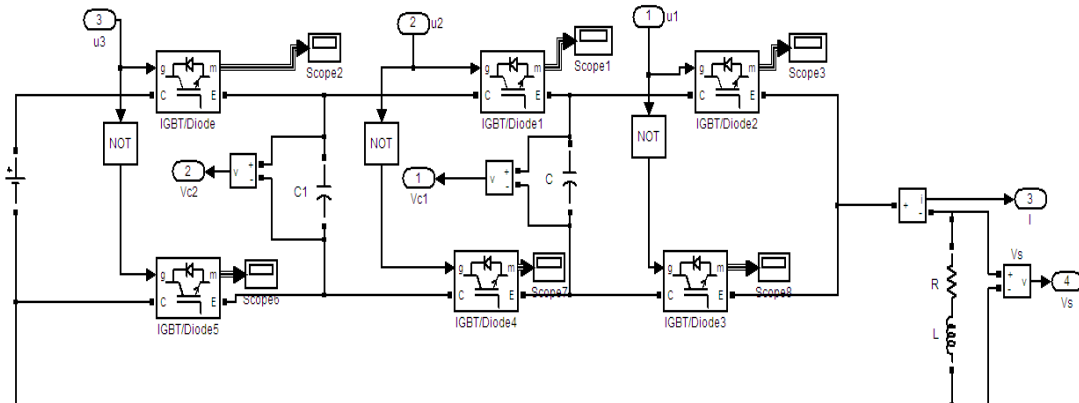 3
u3
2
u2
1
u1
g
m
C
E
IGBT/Diode
Scope2
g
m
C
E
IGBT/Diode1
Scope1
g
m
C
E
IGBT/Diode2
Scope3
NOT
NOT
NOT
2
Vc2
v
+
-
C1
1
Vc1
v
+
-
C
+
+
-
i
3
I
g
m
C
E
IGBT/Diode5
Scope6
g
m
C
E
IGBT/Diode4
Scope7
g
m
C
E
IGBT/Diode3
Scope8
R
L
Vs
+
-
v
4
Vs